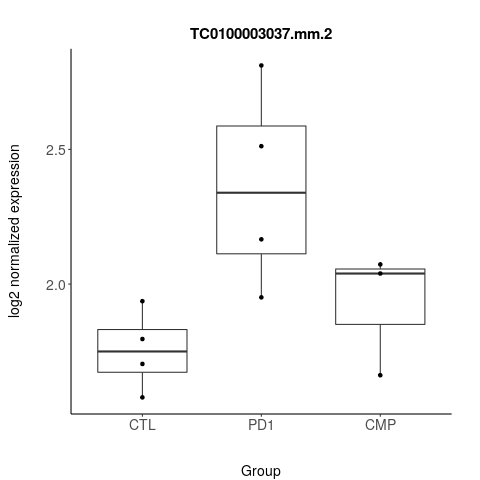 TC0100003037.mm.2
log2 normalized expression
2.5
2.0
CTL PD1 CMP
Group